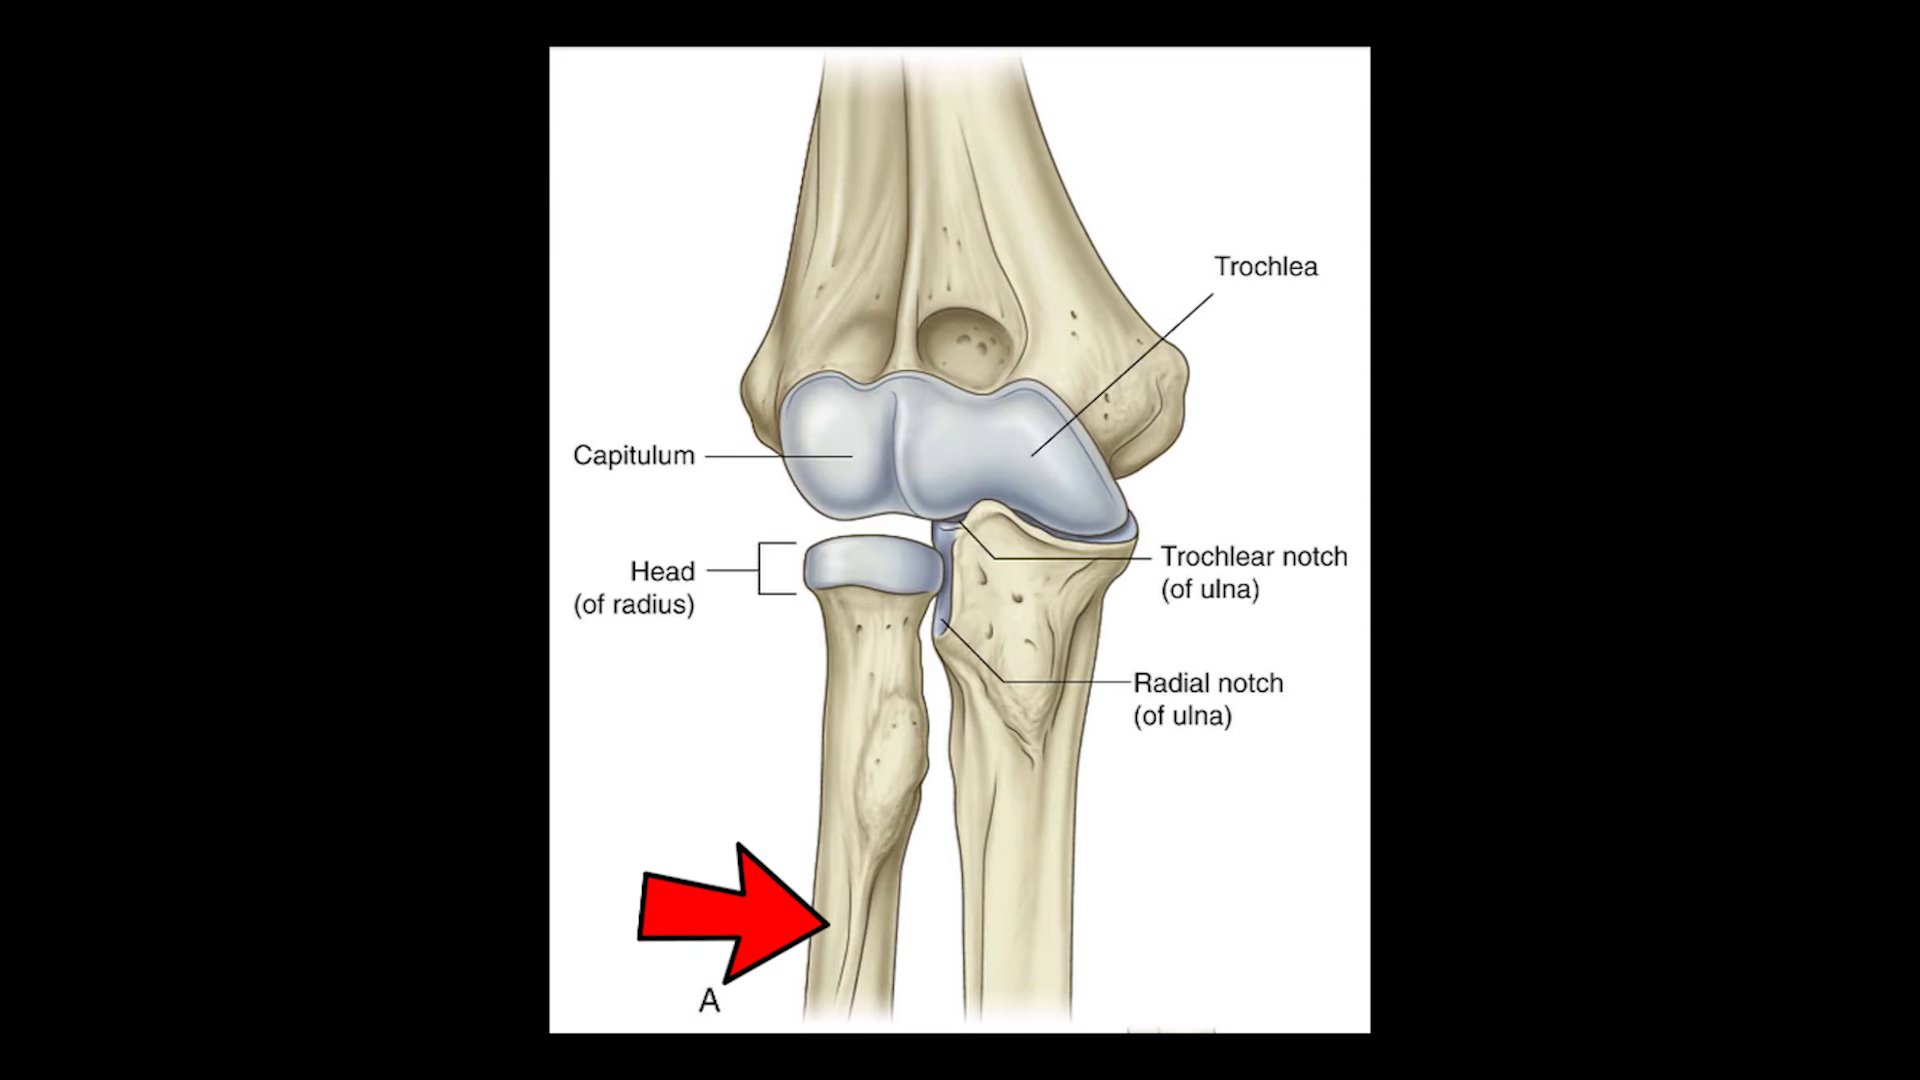 Trochlea
Capitulum
Head
(of radius)
Trochlear notch
(of ulna)
Radial notch
(of ulna)
A